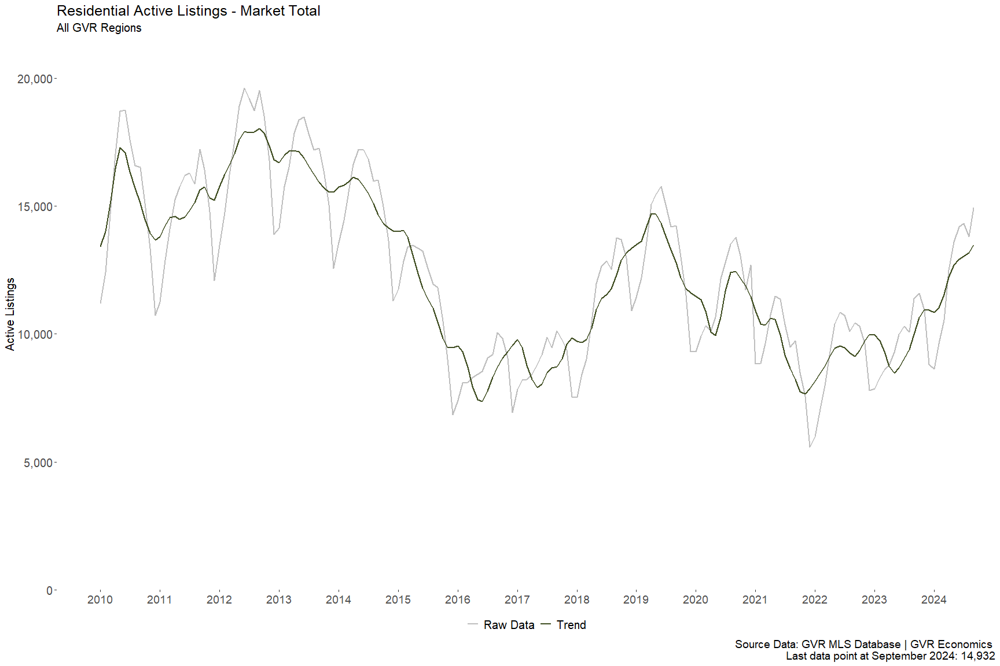 Residential Active Listings - Market Total
All GVR Regions
Active Listings
20,000
15,000
10,000
5,000
0
2010 2011 2012 2013 2014 2015 2016 2017 2018 2019 2020 2021 2022 2023 2024
Raw Data Trend
Source Data: GVR MLS Database | GVR Economics
Last data point at September 2024: 14,932